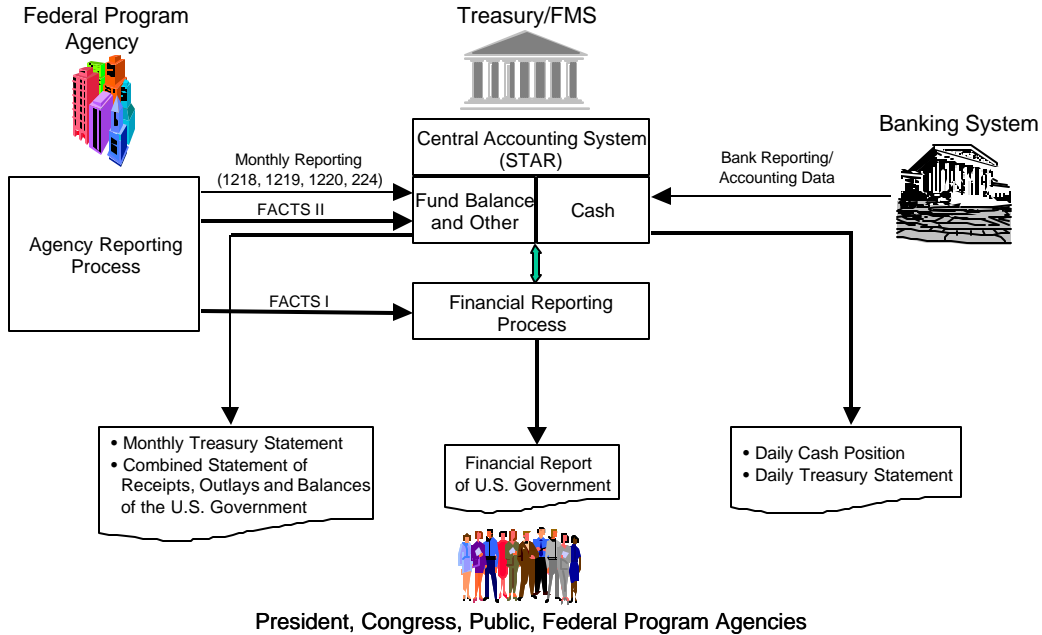 Federal Program
Agency
Treasury/FMS
Banking System
Central Accounting System
(STAR)
Fund Balance
and Other
Cash
Monthly Reporting
(1218, 1219, 1220, 224)
FACTS II
Bank Reporting/
Accounting Data
Agency Reporting
Process
FACTS I
Financial Reporting
Process
• Monthly Treasury Statement
• Combined Statement of
Receipts, Outlays and Balances
of the U.S. Government
Financial Report
of U.S. Government
• Daily Cash Position
• Daily Treasury Statement
President, Congress, Public, Federal Program Agencies